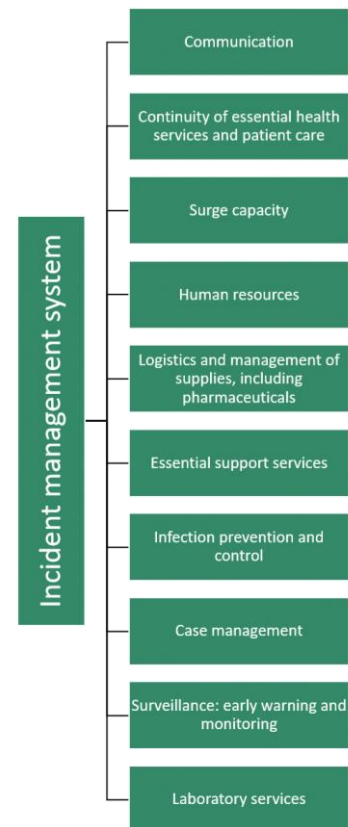 Incident management system
Communication
Continuity of essential health
services and patient care
Surge capacity
Human resources
Logistics and management of
supplies, including
pharmaceuticals
Essential support services
Infection prevention and
control
Case management
Surveillance: early warning and
monitoring
Laboratory services